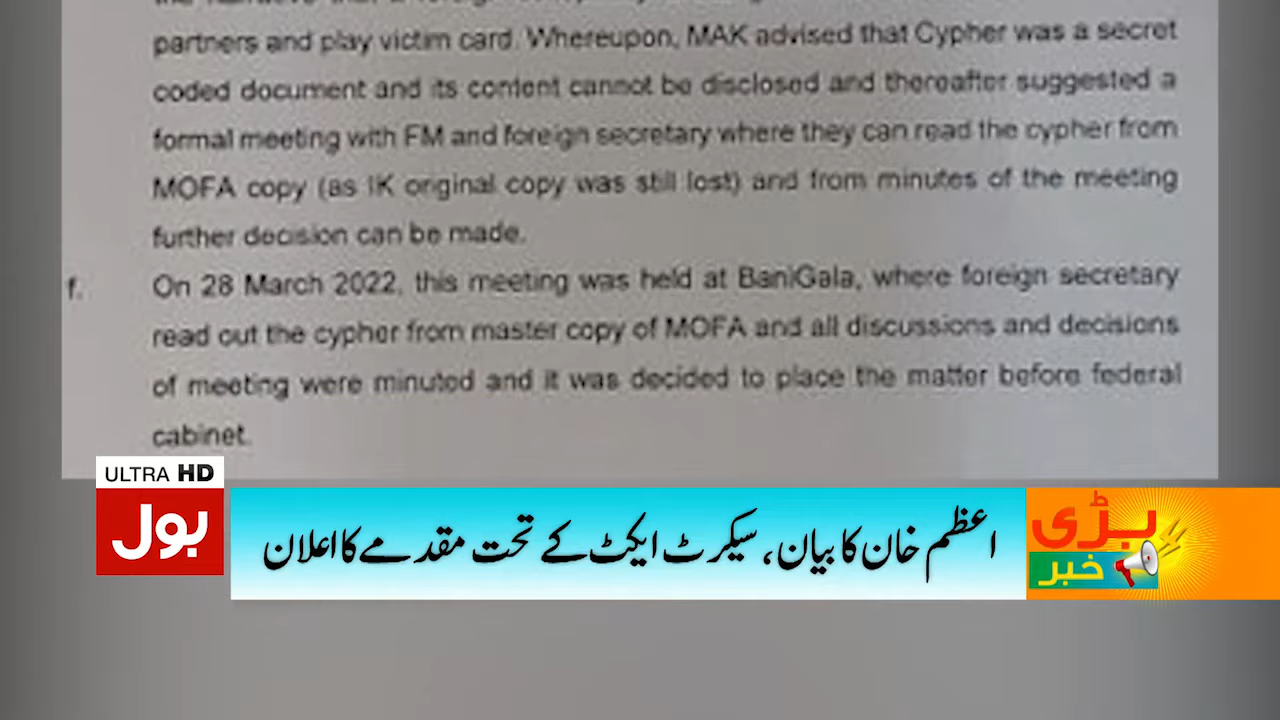 partners and play victim card. Whereupon, MAK advised that Cypher was a secret
coded document and its content cannot be disclosed and thereafter suggested a
formal meeting with FM and foreign secretary where they can read the cypher from
MOFA copy (as IK original copy was still lost) and from minutes of the meeting
further decision can be made.
f. On 28 March 2022, this meeting was held at BaniGala, where foreign secretary
read out the cypher from master copy of MOFA and all discussions and decisions
of meeting were minuted and it was decided to place the matter before federal
cabinet.
ULTRA HD
بول
اعظم خان کا بیان، سیکرٹ ایکٹ کے تحت مقدمے کا اعلان
بڑی
خبر